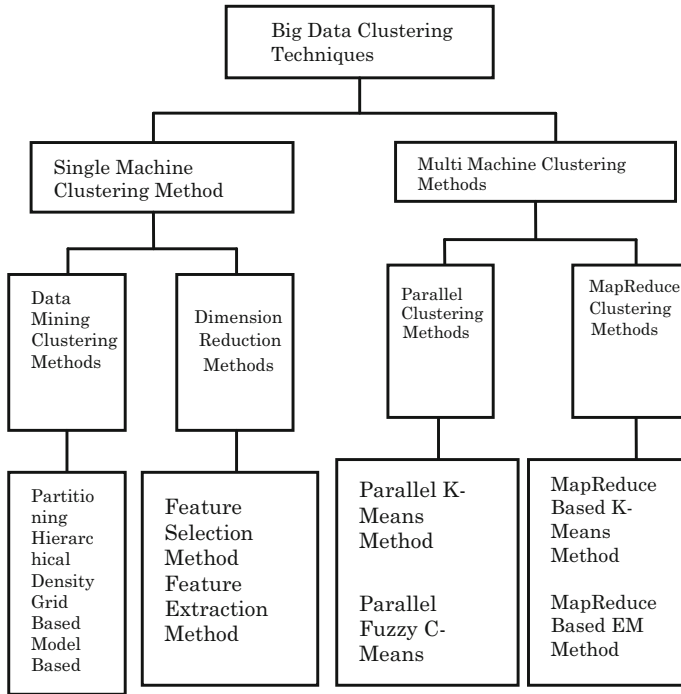 Big Data Clustering
Techniques
Single Machine
Clustering Method
Multi Machine Clustering
Methods
Data
Mining
Clustering
Methods
Dimension
Reduction
Methods
Parallel
Clustering
Methods
MapReduce
Clustering
Methods
Partitio
ning
Hierarc
hical
Density
Grid
Based
Model
Based
Feature
Selection
Method
Feature
Extraction
Method
Parallel K-
Means
Method
Parallel
Fuzzy C-
Means
MapReduce
Based K-
Means
Method
MapReduce
Based EM
Method